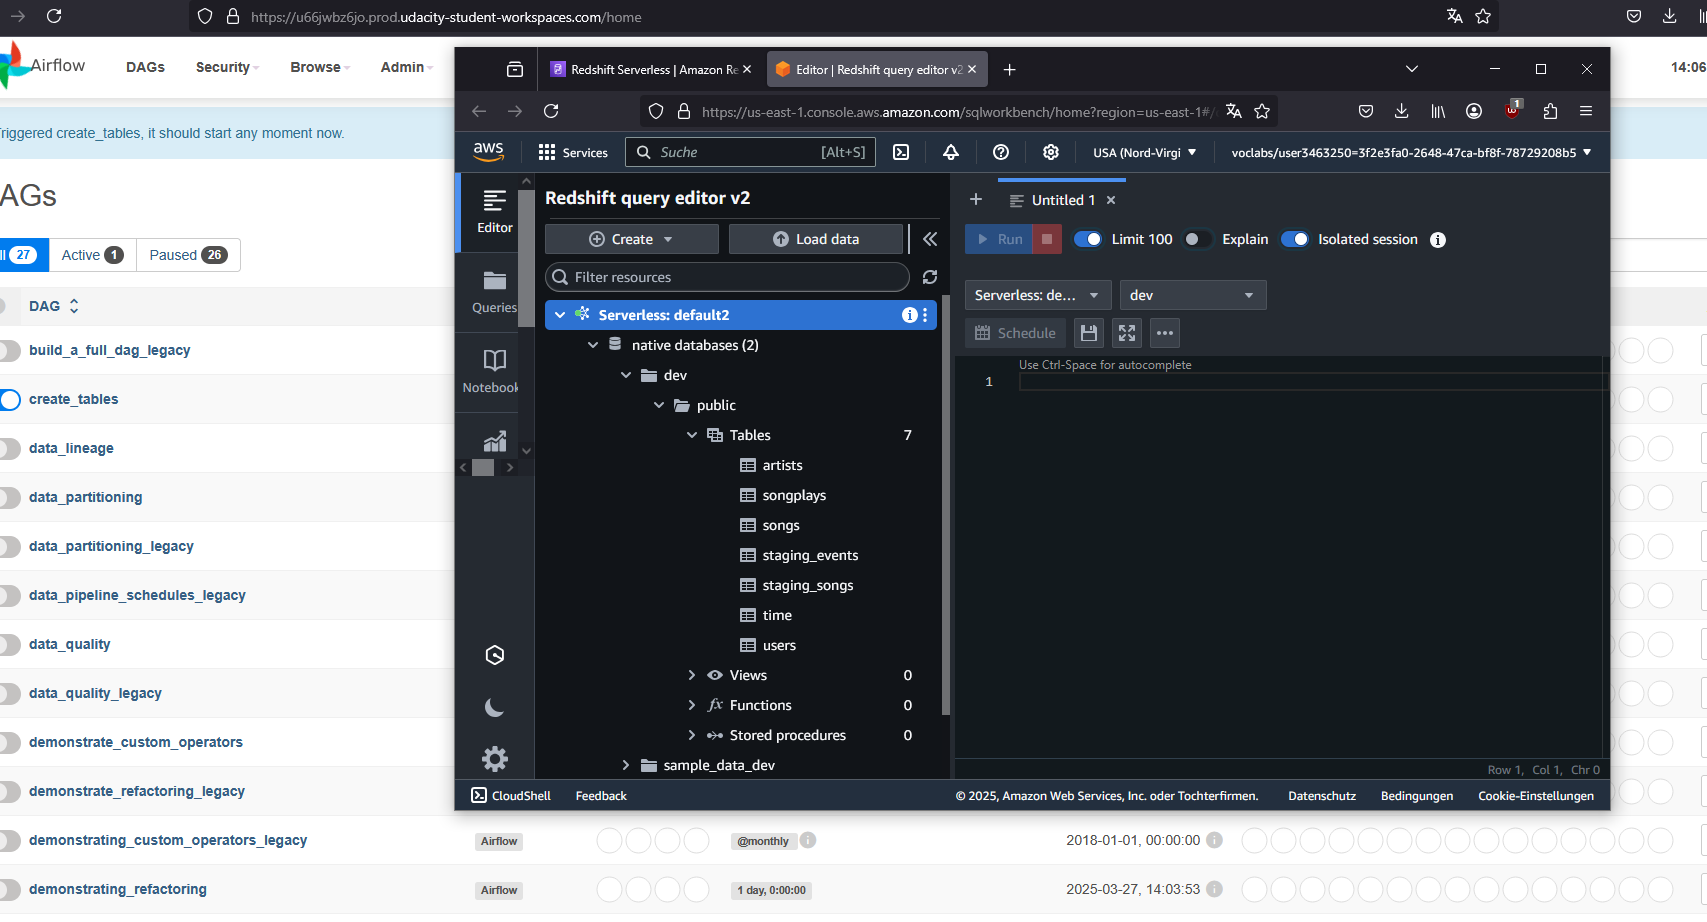 https://u66jwbz6jo.prod.udacity-student-workspaces.com/home
Airflow
DAGs
Security
Browse
Admin
14:06
Triggered create_tables, it should start any moment now.
AGs
ll 27
Active 1
Paused 26
DAG
build_a_full_dag_legacy
create_tables
data_lineage
data_partitioning
data_partitioning_legacy
data_pipeline_schedules_legacy
data_quality
data_quality_legacy
demonstrate_custom_operators
demonstrate_refactoring_legacy
demonstrating_custom_operators_legacy
Airflow
@monthly
2018-01-01, 00:00:00
demonstrating_refactoring
Airflow
1 day, 0:00:00
2025-03-27, 14:03:53
Redshift Serverless | Amazon Re
Editor | Redshift query editor v2
https://us-east-1.console.aws.amazon.com/sqlworkbench/home?region=us-east-1#/
1
aws
Services
Suche
[Alt+S]
USA (Nord-Virgi
voclabs/user3463250=3f2e3fa0-2648-47ca-bf8f-78729208b5
Editor
Queries
Notebook
Redshift query editor v2
Create
Load data
Filter resources
Serverless: default2
native databases (2)
dev
public
Tables 7
artists
songplays
songs
staging_events
staging_songs
time
users
Views 0
Functions 0
Stored procedures 0
sample_data_dev
Untitled 1
Run
Limit 100
Explain
Isolated session
Serverless: de...
dev
Schedule
Use Ctrl-Space for autocomplete
1
Row 1, Col 1, Chr 0
CloudShell
Feedback
© 2025, Amazon Web Services, Inc. oder Tochterfirmen.
Datenschutz
Bedingungen
Cookie-Einstellungen